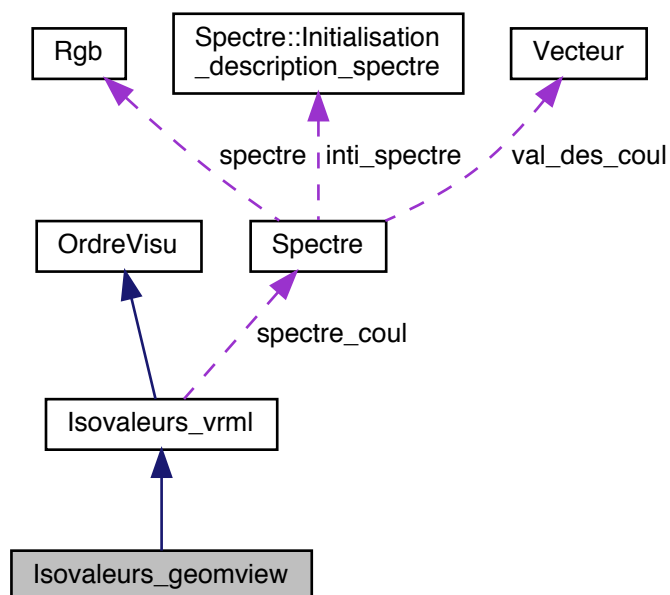 Rgb
Spectre::Initialisation
_description_spectre
Vecteur
spectre
inti_spectre
val_des_coul
OrdreVisu
Spectre
spectre_coul
Isovaleurs_vrml
Isovaleurs_geomview